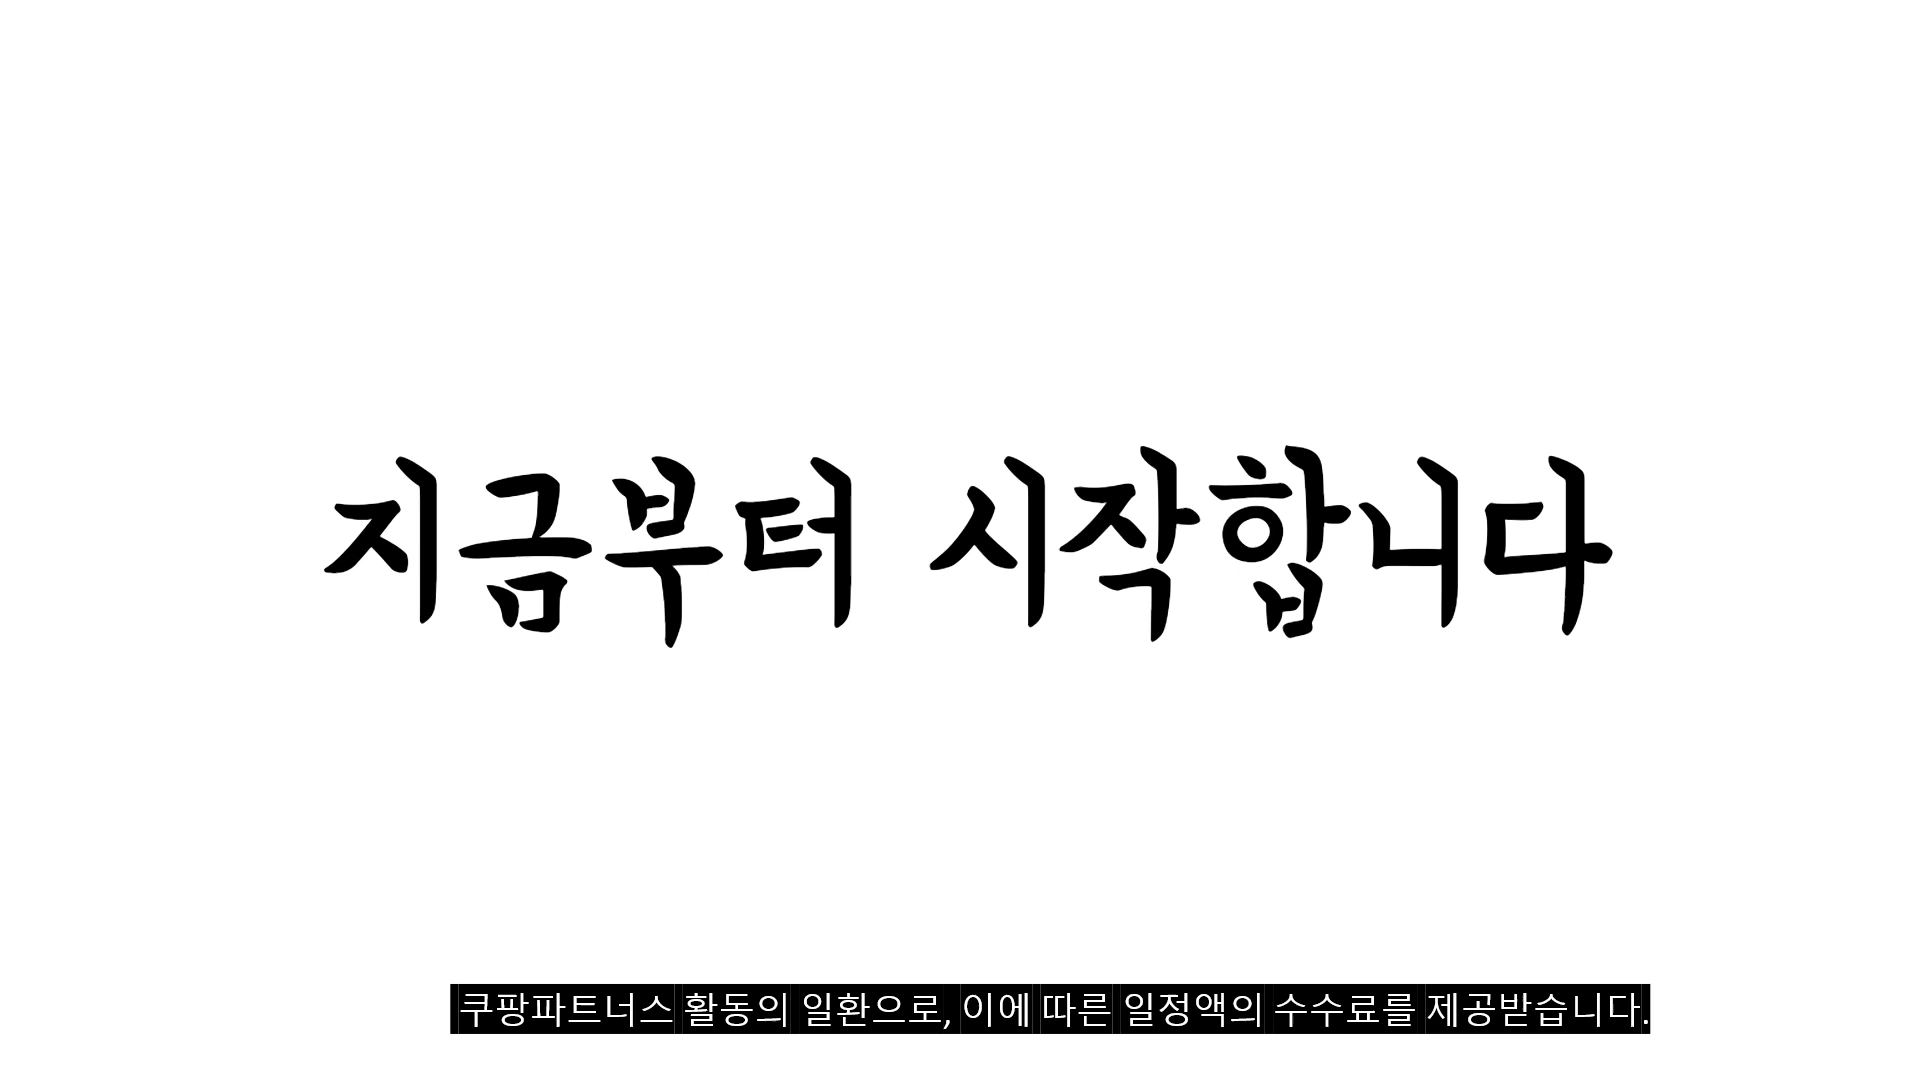 지금부터 시작합니다
쿠팡파트너스 활동의 일환으로, 이에 따른 일정액의 수수료를 제공받습니다.